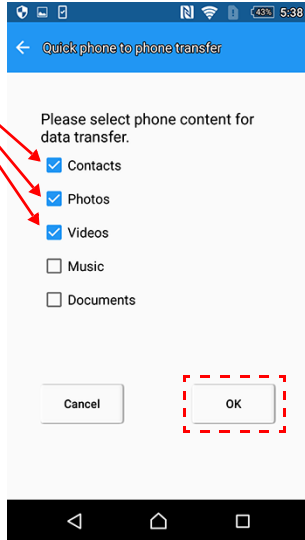 43% 5:38
Quick phone to phone transfer
Please select phone content for
data transfer.
Contacts
Photos
Videos
Music
Documents
Cancel OK